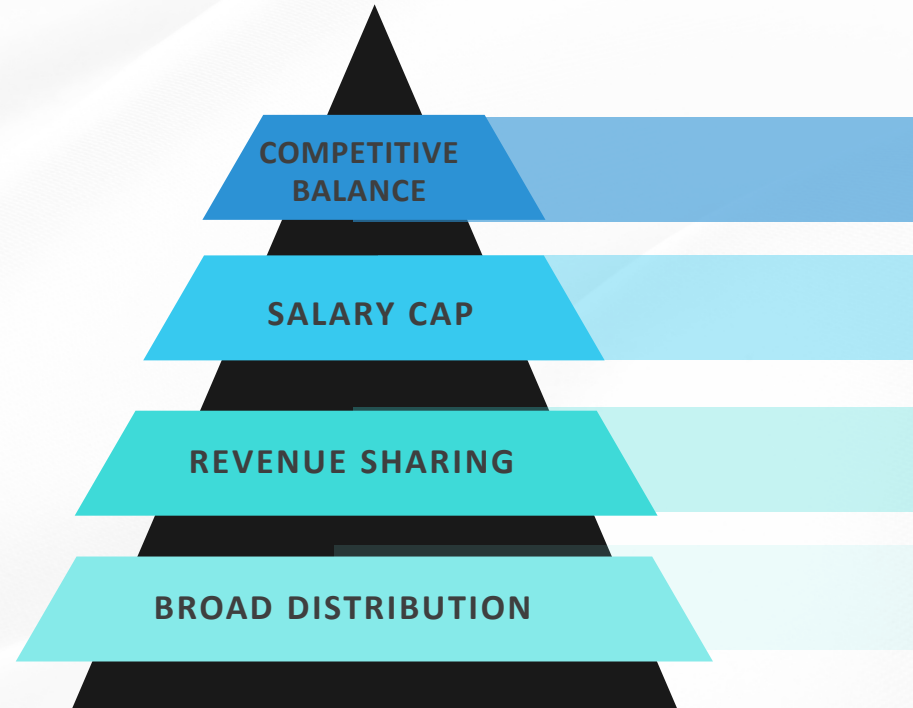 COMPETITIVE
BALANCE
SALARY CAP
REVENUE SHARING
BROAD DISTRIBUTION